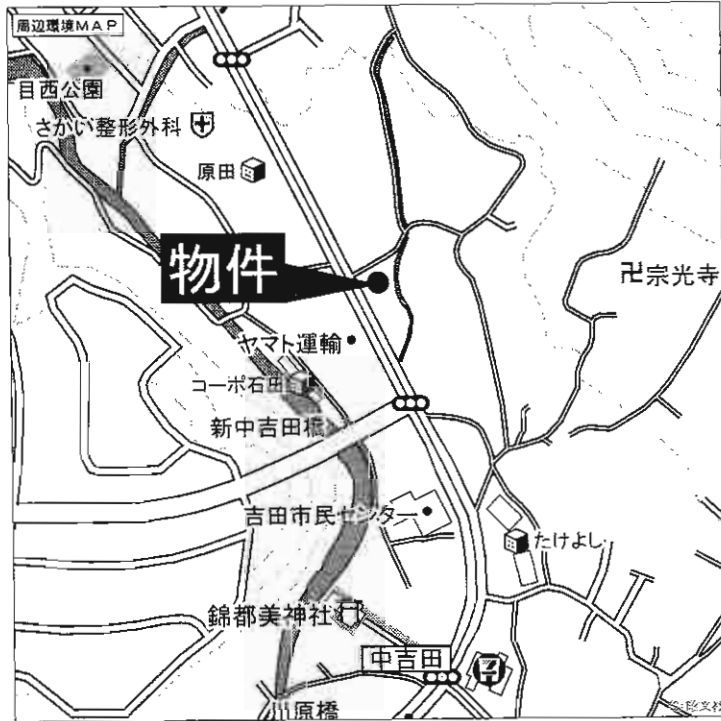 周辺環境MAP
目西公園
さかい整形外科
原田
物件
卍宗光寺
ヤマト運輸
コーポ石田
新中吉田橋
吉田市民センター
たけよし
錦都美神社
中吉田
川原橋